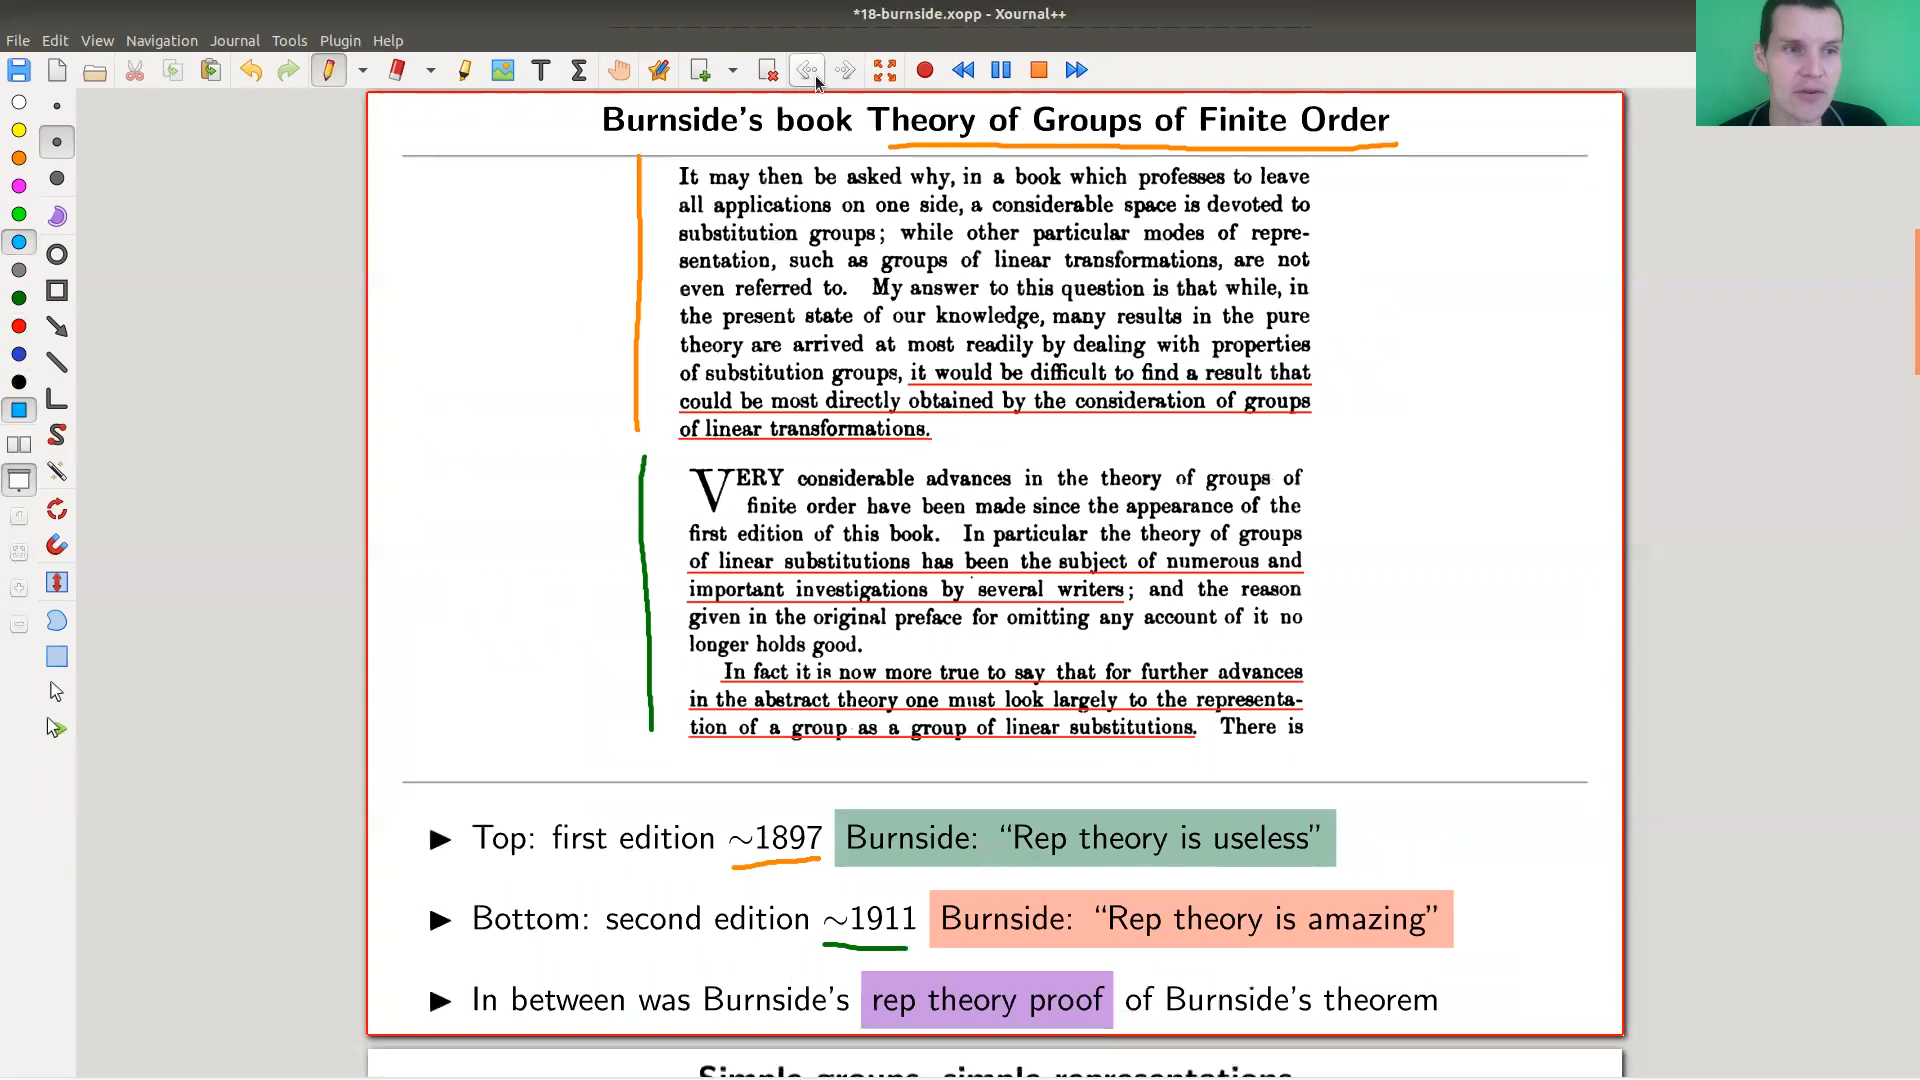 *18-burnside.xopp - Xournal++
File Edit View Navigation Journal Tools Plugin Help
Burnside's book Theory of Groups of Finite Order
It may then be asked why, in a book which professes to leave
all applications on one side, a considerable space is devoted to
substitution groups; while other particular modes of repre-
sentation, such as groups of linear transformations, are not
even referred to. My answer to this question is that while, in
the present state of our knowledge, many results in the pure
theory are arrived at most readily by dealing with properties
of substitution groups, it would be difficult to find a result that
could be most directly obtained by the consideration of groups
of linear transformations.
VERY considerable advances in the theory of groups of
finite order have been made since the appearance of the
first edition of this book. In particular the theory of groups
of linear substitutions has been the subject of numerous and
important investigations by several writers; and the reason
given in the original preface for omitting any account of it no
longer holds good.
In fact it is now more true to say that for further advances
in the abstract theory one must look largely to the representa-
tion of a group as a group of linear substitutions. There is
▶ Top: first edition ~1897 Burnside: “Rep theory is useless”
▶ Bottom: second edition ~1911 Burnside: “Rep theory is amazing”
▶ In between was Burnside's rep theory proof of Burnside's theorem
Simple groups, simple representations